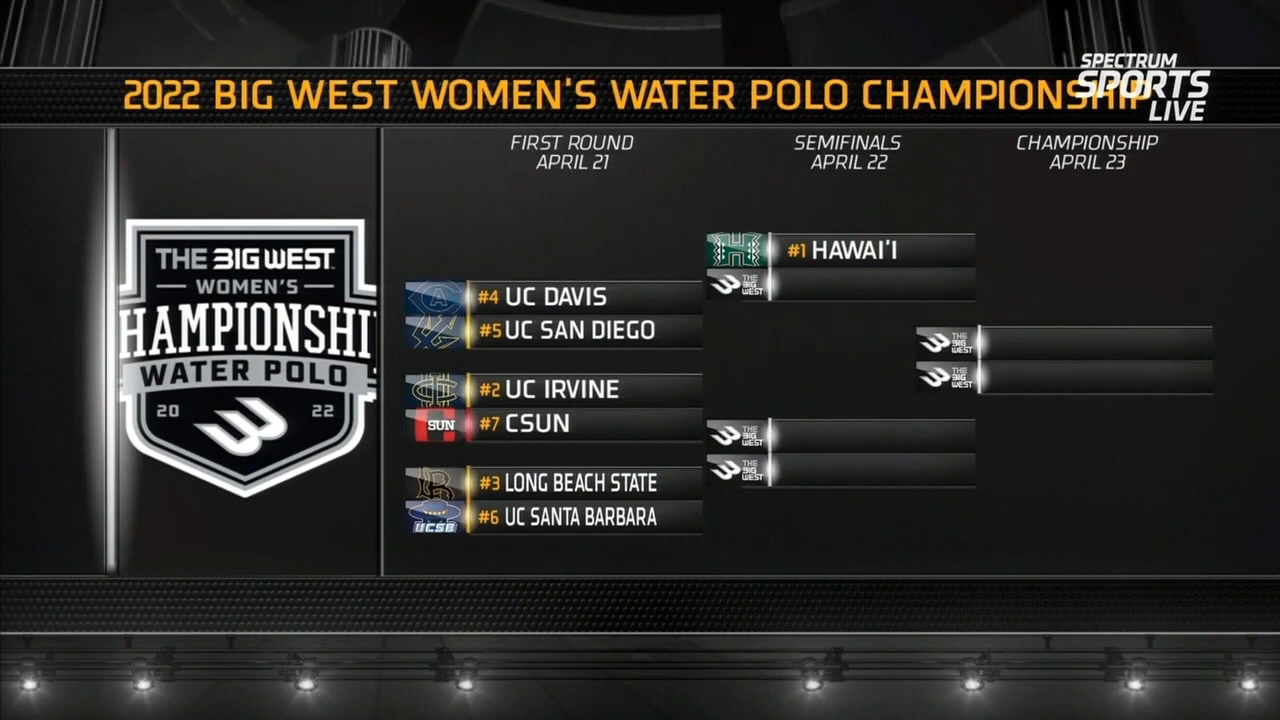 2022 BIG WEST WOMEN'S WATER POLO CHAMPIONSHIP
SPECTRUM
SPORTS
LIVE
FIRST ROUND
APRIL 21
SEMIFINALS
APRIL 22
CHAMPIONSHIP
APRIL 23
THE BIG WEST
WOMEN'S
HAMPIONSHI
WATER POLO
20 22
#1 HAWAI'I
THE
BIG
WEST
#4 UC DAVIS
#5 UC SAN DIEGO
THE
BIG
WEST
THE
BIG
WEST
#2 UC IRVINE
SUN #7 CSUN
THE
BIG
WEST
THE
BIG
WEST
LB #3 LONG BEACH STATE
UCSB #6 UC SANTA BARBARA